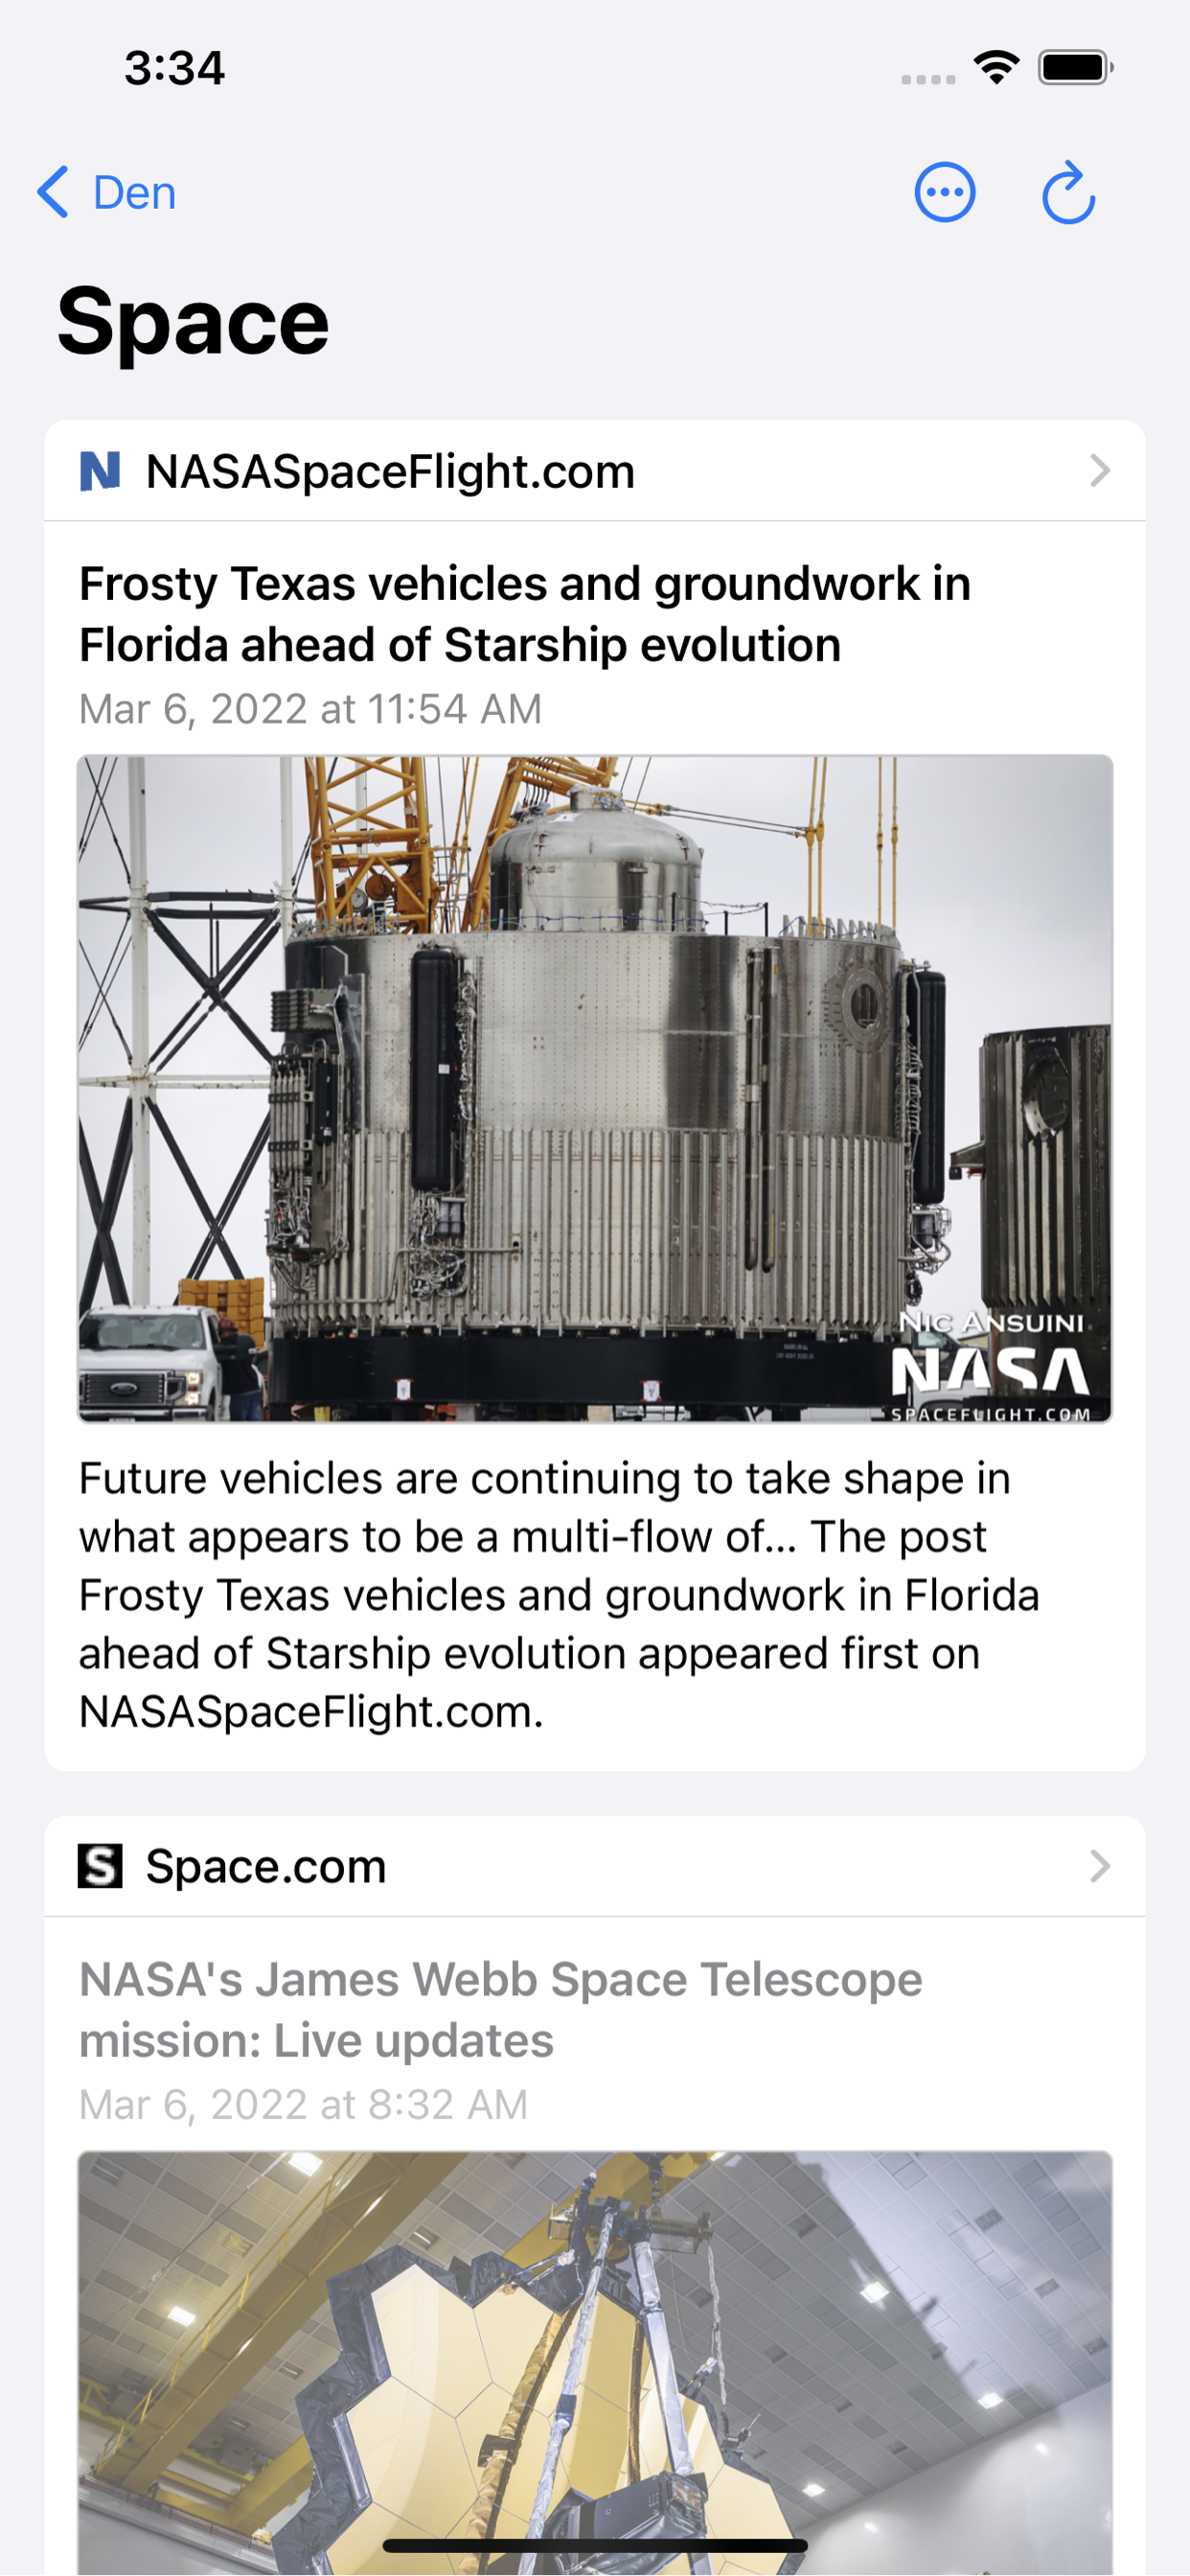 3:34
Den
Space
N NASASpaceFlight.com
Frosty Texas vehicles and groundwork in
Florida ahead of Starship evolution
Mar 6, 2022 at 11:54 AM
NIC ANSUINI
NASA
SPACEFLIGHT.COM
Future vehicles are continuing to take shape in
what appears to be a multi-flow of... The post
Frosty Texas vehicles and groundwork in Florida
ahead of Starship evolution appeared first on
NASASpaceFlight.com.
S Space.com
NASA's James Webb Space Telescope
mission: Live updates
Mar 6, 2022 at 8:32 AM